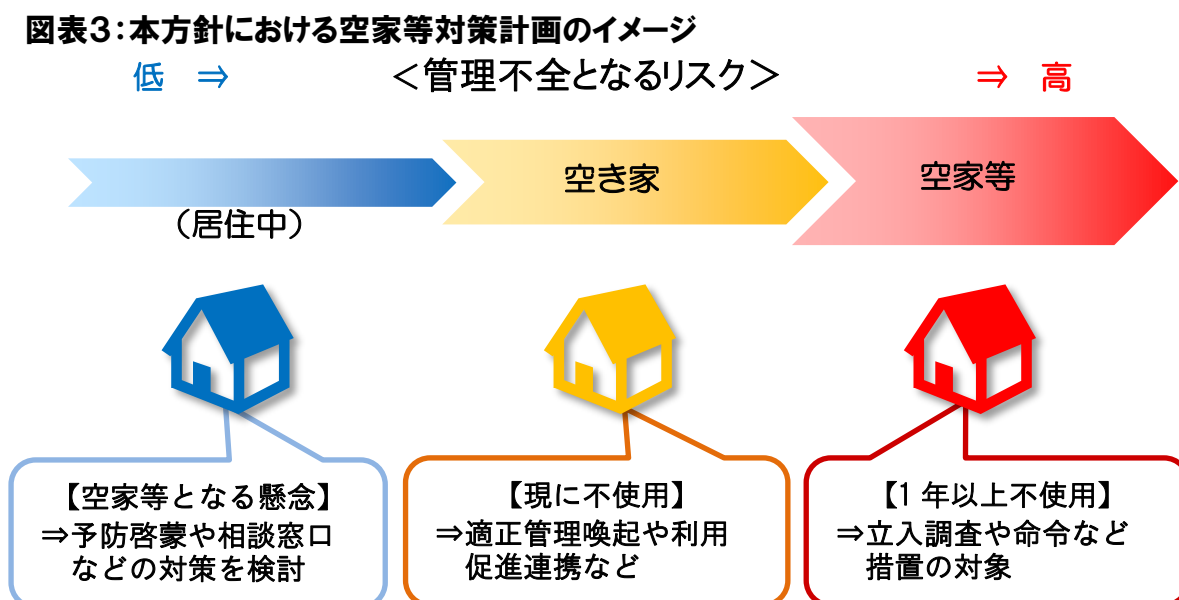 図表3:本方針における空家等対策計画のイメージ
低 ⇒ <管理不全となるリスク> ⇒ 高
空き家
空家等
(居住中)
【空家等となる懸念】
⇒予防啓蒙や相談窓口
などの対策を検討
【現に不使用】
⇒適正管理喚起や利用
促進連携など
【1年以上不使用】
⇒立入調査や命令など
措置の対象